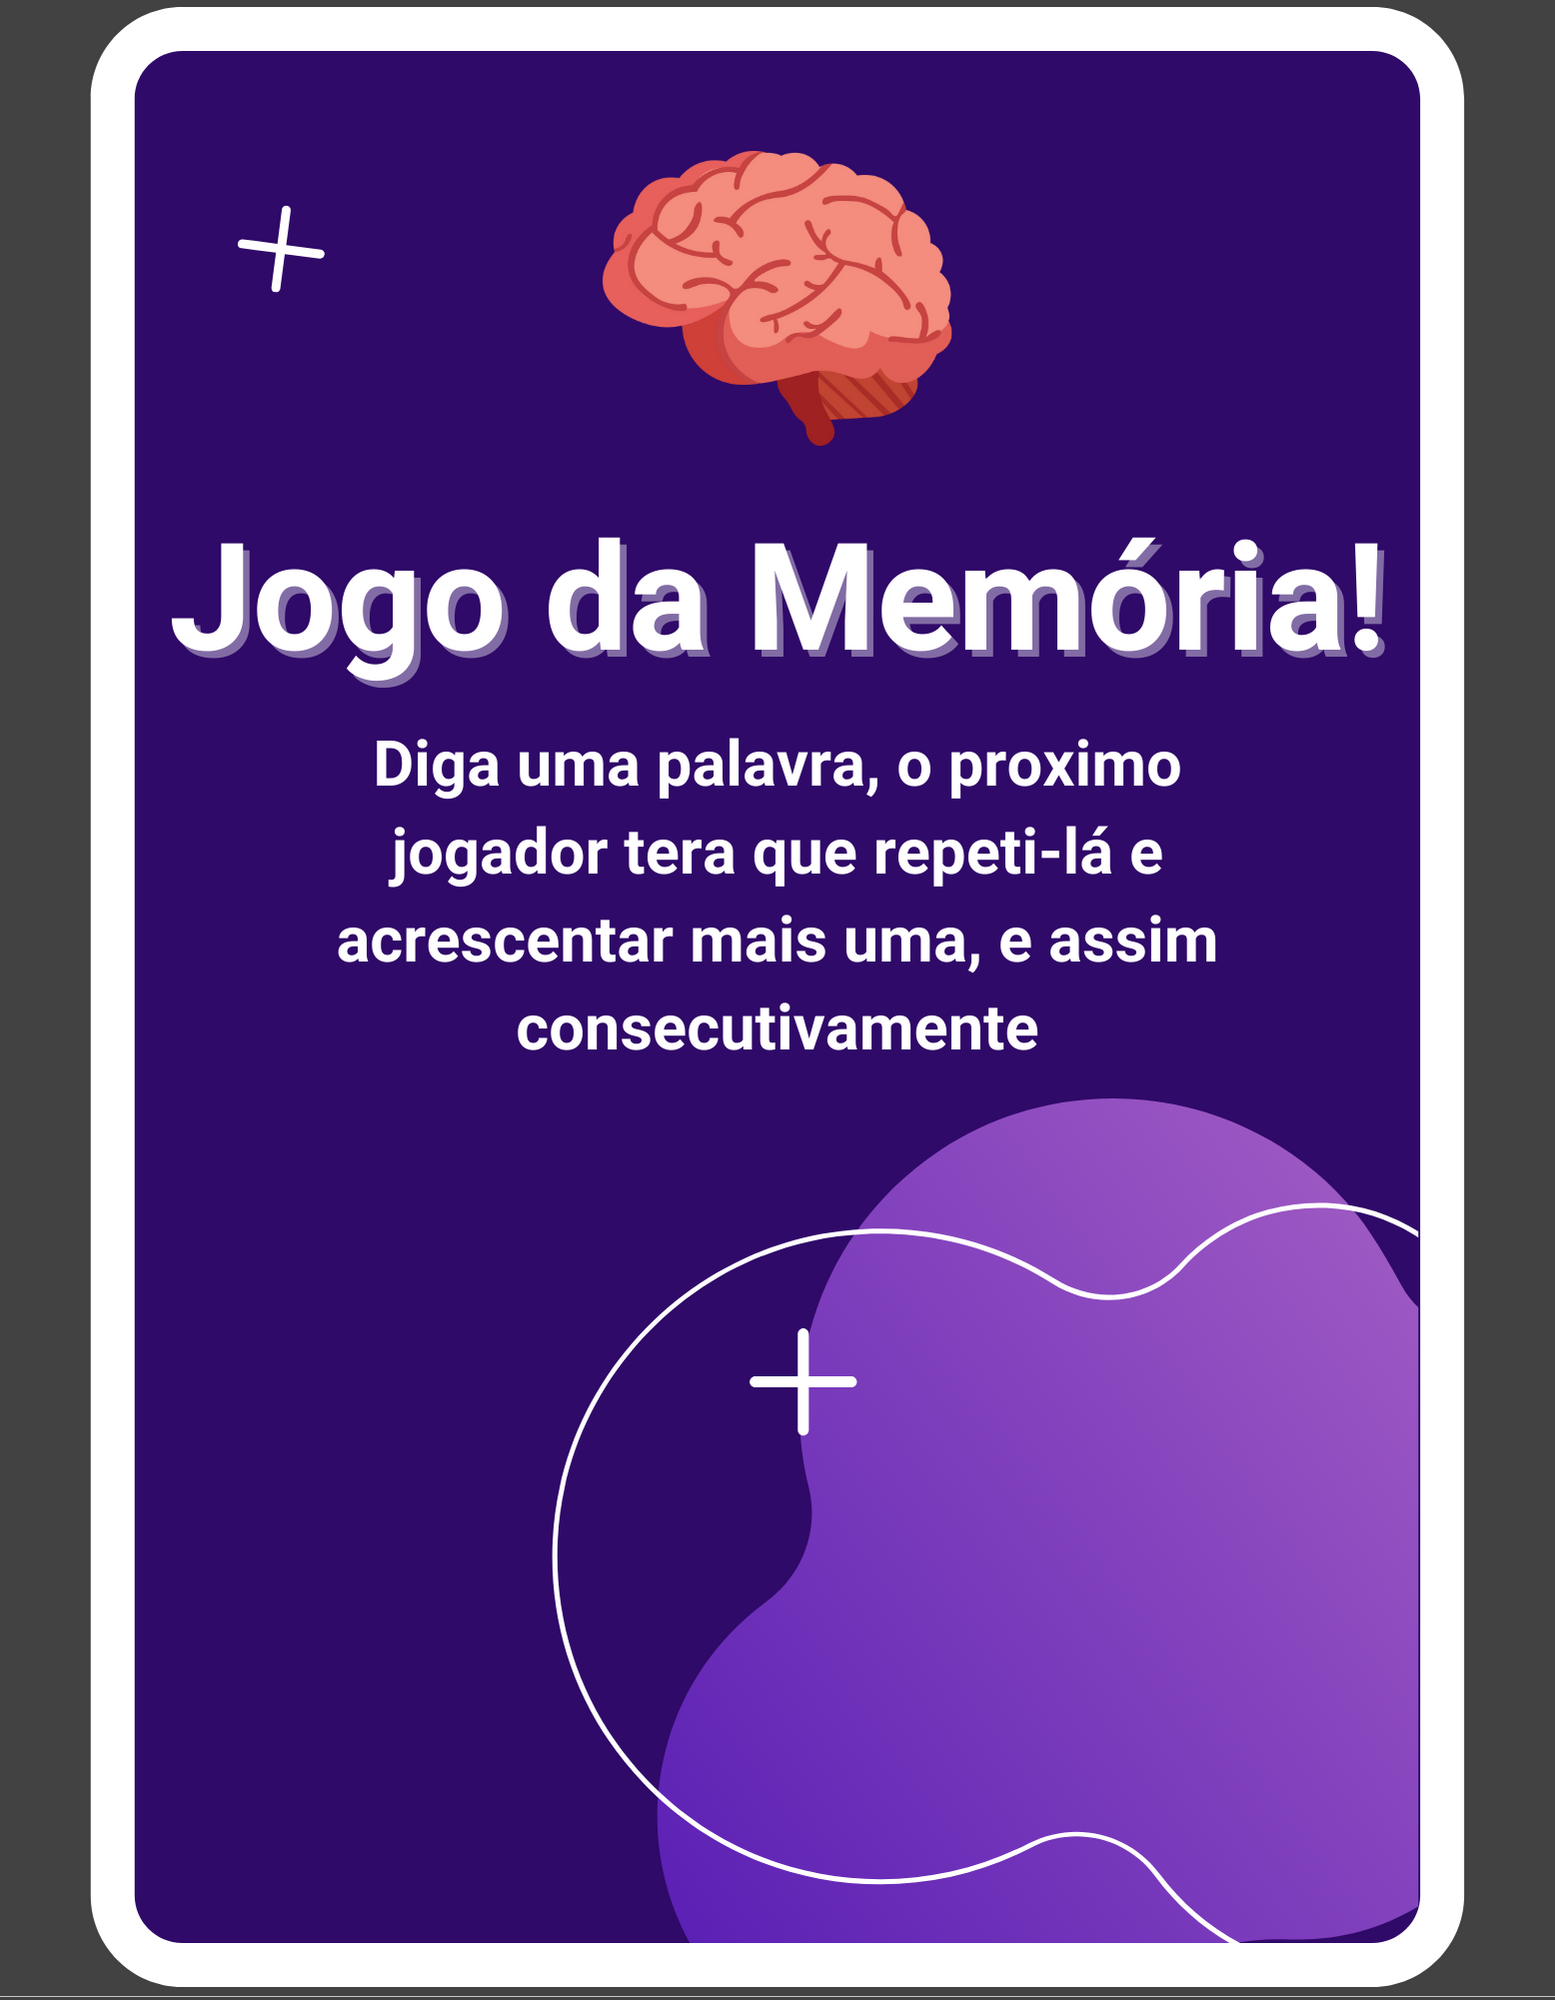 Jogo da Memória!
Diga uma palavra, o proximo
jogador tera que repeti-lá e
acrescentar mais uma, e assim
consecutivamente